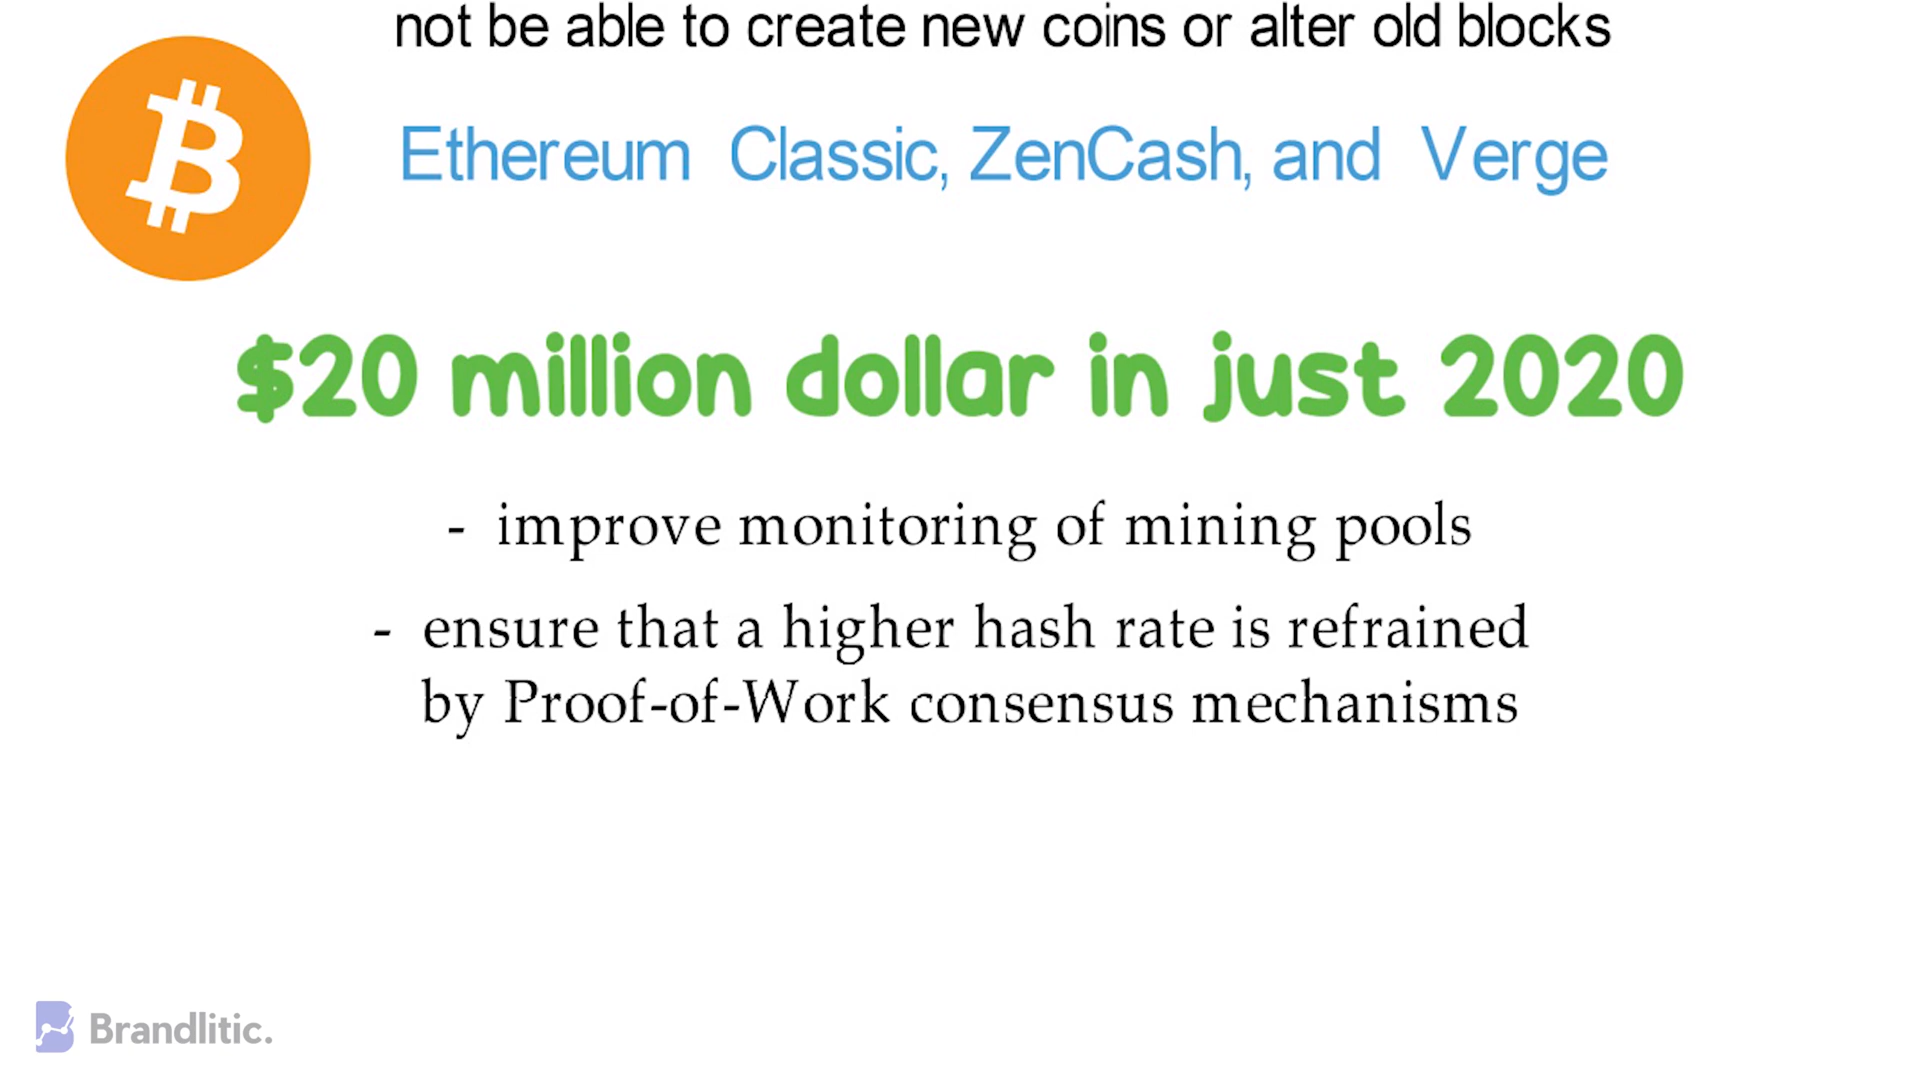 not be able to create new coins or alter old blocks
Ethereum Classic, ZenCash, and Verge
$20 million dollar in just 2020
- improve monitoring of mining pools
- ensure that a higher hash rate is refrained
by Proof-of-Work consensus mechanisms
Brandlitic.